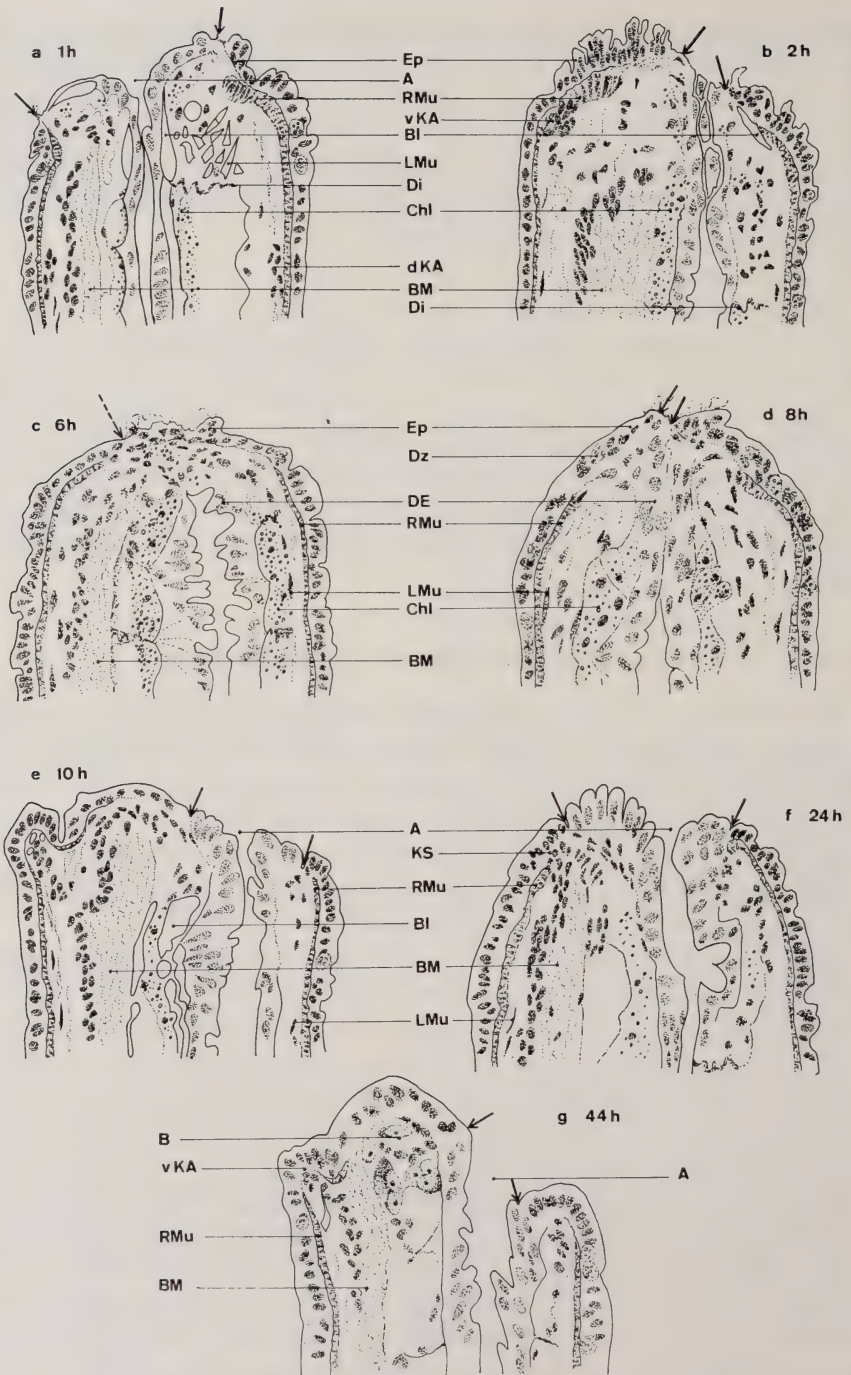 a 1h
b 2h
Ep
A
RMu
vKA
Bl
LMu
Di
Chl
dKA
BM
Di
c 6h
d 8h
Ep
Dz
DE
RMu
LMu
Chl
BM
e 10h
f 24h
A
KS
RMu
Bl
BM
LMu
g 44h
B
vKA
A
RMu
BM